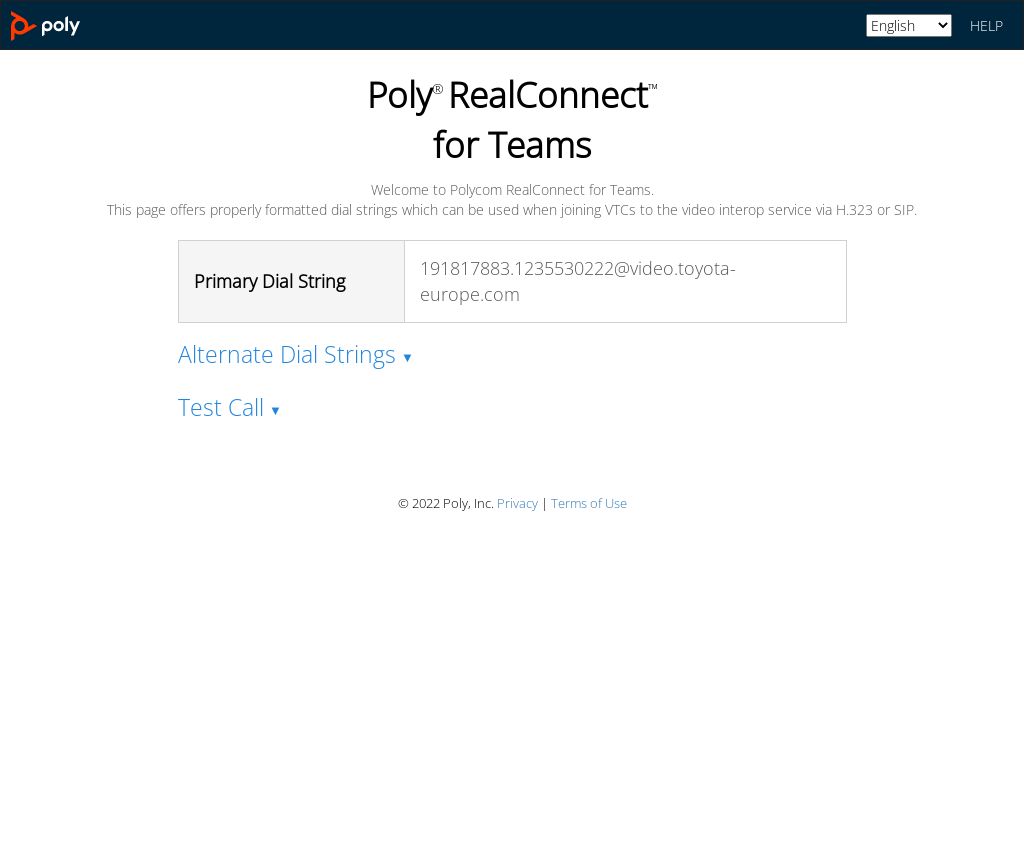 poly
English
HELP
Poly® RealConnect™
for Teams
Welcome to Polycom RealConnect for Teams.
This page offers properly formatted dial strings which can be used when joining VTCs to the video interop service via H.323 or SIP.
Primary Dial String
191817883.1235530222@video.toyota-
europe.com
Alternate Dial Strings ▼
Test Call ▼
© 2022 Poly, Inc. Privacy | Terms of Use